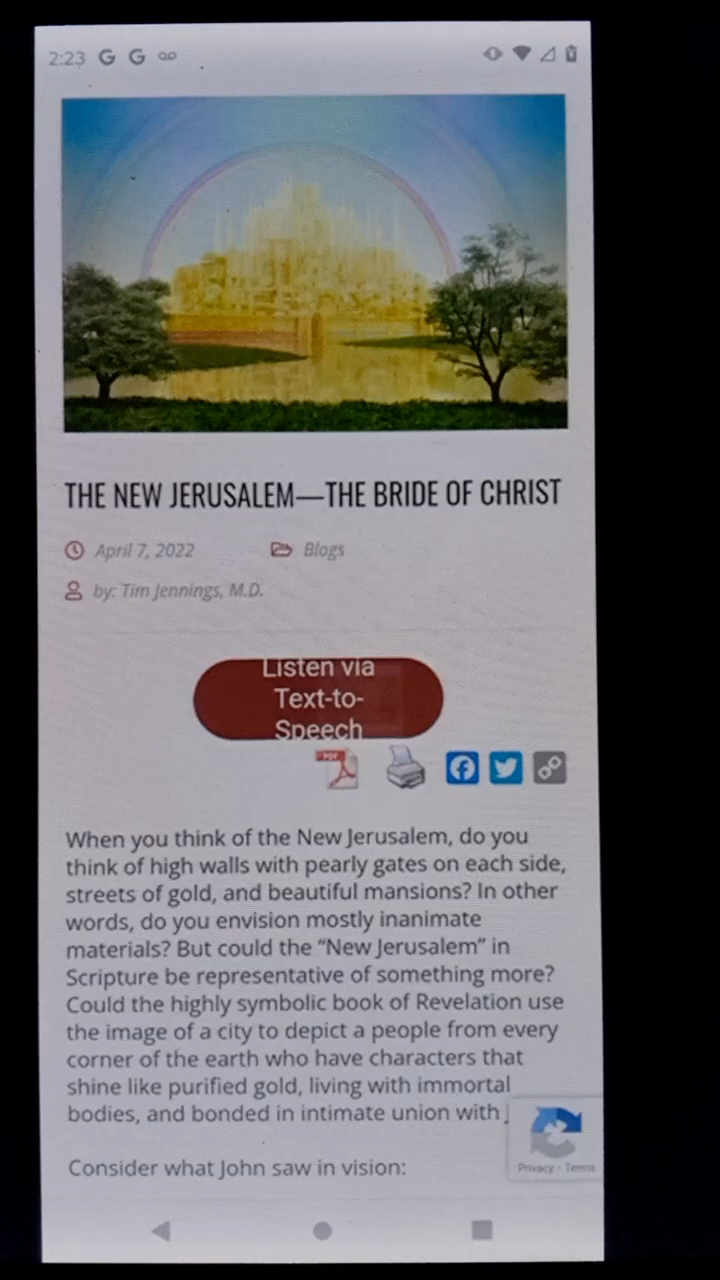 2:23 G G
THE NEW JERUSALEM—THE BRIDE OF CHRIST
April 7, 2022 Blogs
by: Tim Jennings, M.D.
Listen via
Text-to-
Speech
PDF
When you think of the New Jerusalem, do you
think of high walls with pearly gates on each side,
streets of gold, and beautiful mansions? In other
words, do you envision mostly inanimate
materials? But could the “New Jerusalem” in
Scripture be representative of something more?
Could the highly symbolic book of Revelation use
the image of a city to depict a people from every
corner of the earth who have characters that
shine like purified gold, living with immortal
bodies, and bonded in intimate union with
Privacy - Terms
Consider what John saw in vision: